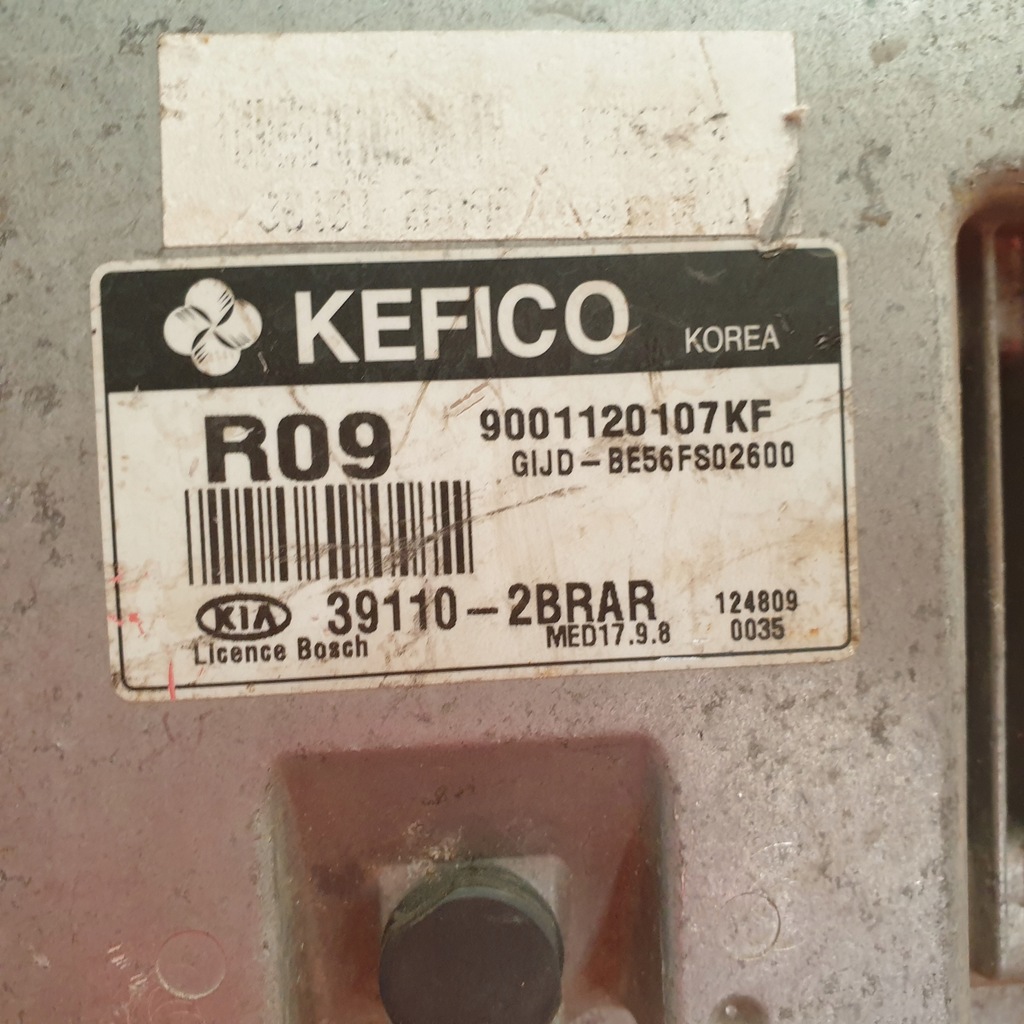 KEFICO KOREA
R09 9001120107KF
GIJD-BE56FS02600
KIA 39110-2BRAR 124809
Licence Bosch MED17.9.8 0035